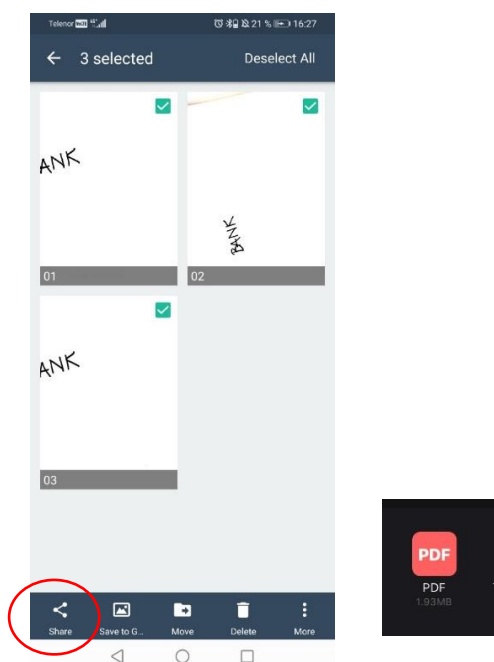 Telenor 21 % 16:27
3 selected Deselect All
ANK
BANK
01 02
ANK
03
PDF
PDF
1.93MB
Share Save to G... Move Delete More